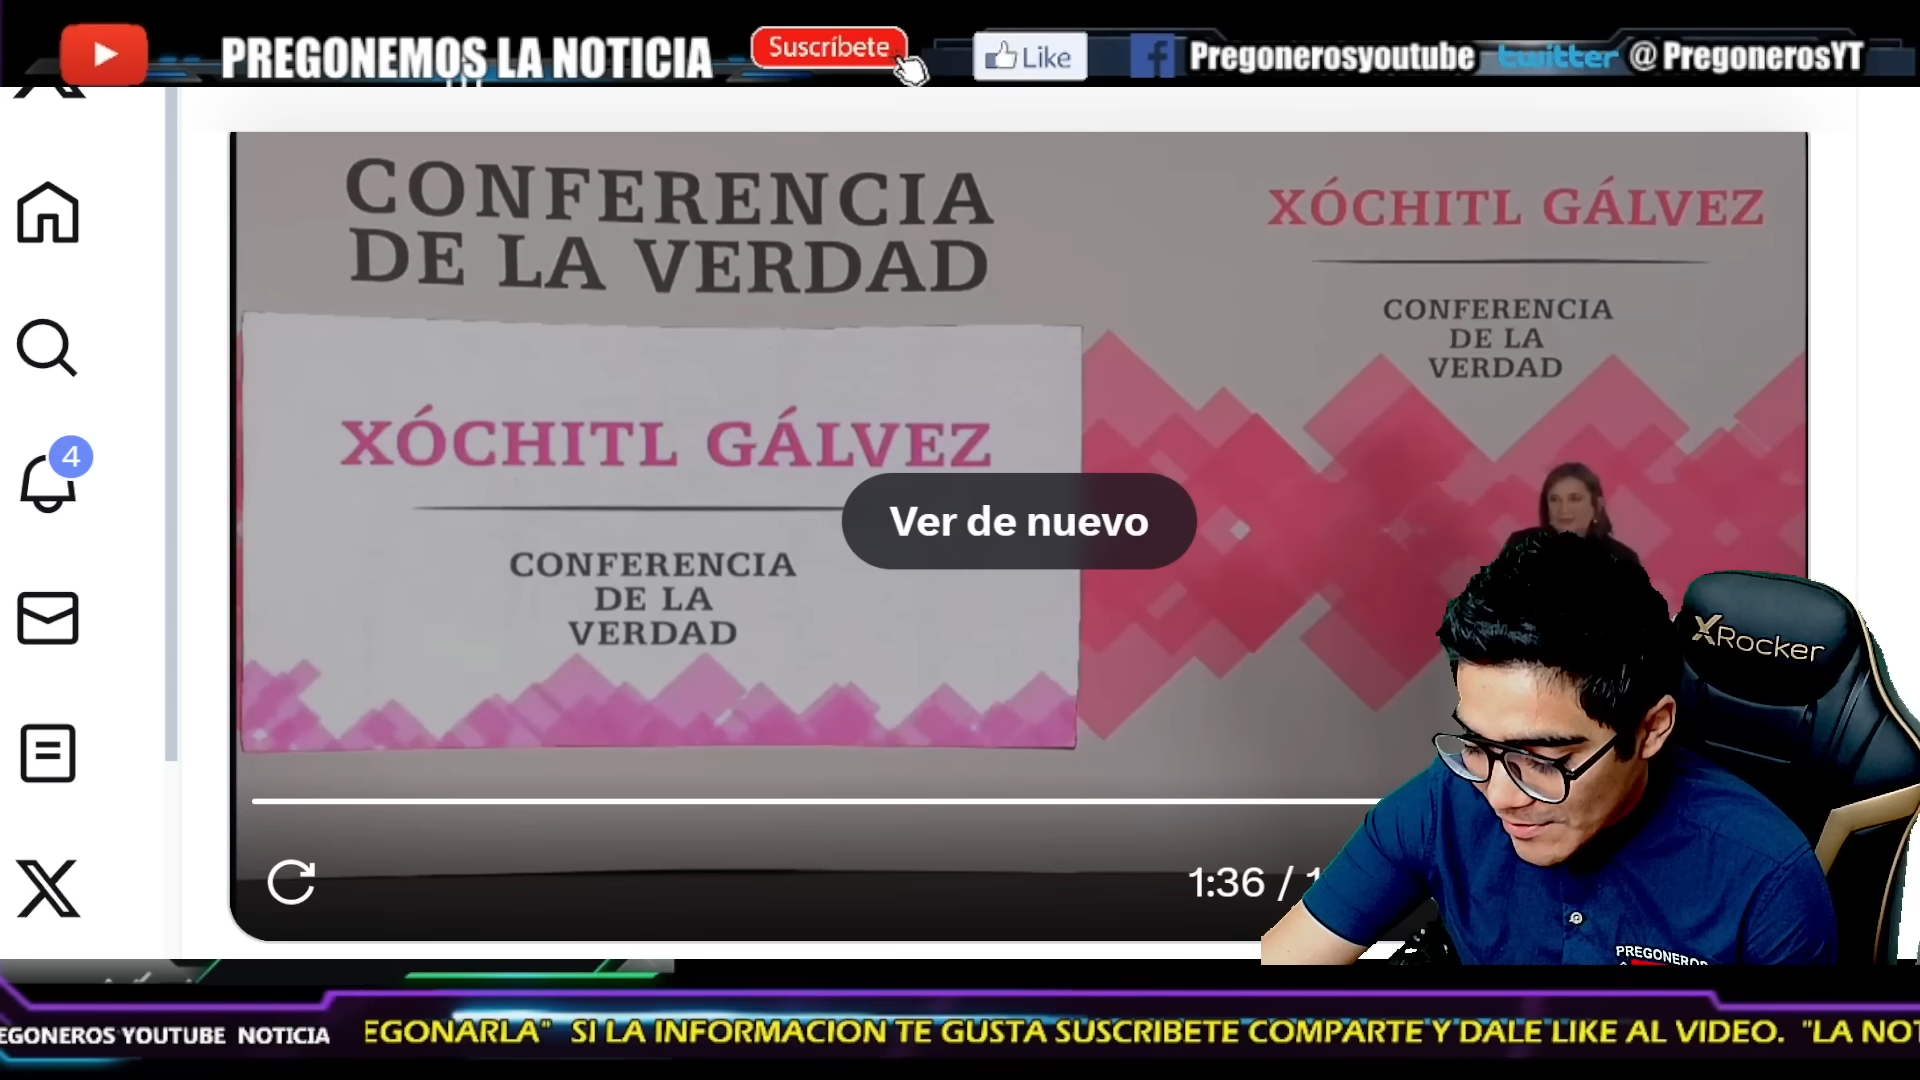 PREGONEMOS LA NOTICIA
Suscríbete
Like
Pregonerosyoutube
twitter @PregonerosYT
CONFERENCIA
DE LA VERDAD
XÓCHITL GÁLVEZ
CONFERENCIA
DE LA
VERDAD
XÓCHITL GÁLVEZ
CONFERENCIA
DE LA
VERDAD
4
Ver de nuevo
XRocker
1:36 / 1
PREGONEROS
EGONEROS YOUTUBE NOTICIA
EGONARLA" SI LA INFORMACION TE GUSTA SUSCRIBETE COMPARTE Y DALE LIKE AL VIDEO. "LA NOT